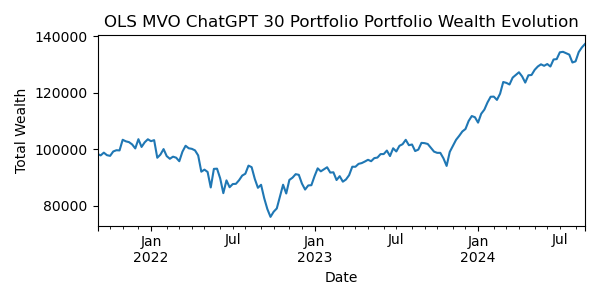 OLS MVO ChatGPT 30 Portfolio Portfolio Wealth Evolution
140000
120000
100000
80000
Total Wealth
Jan
2022
Jul
Jan
2023
Jul
Jan
2024
Jul
Date